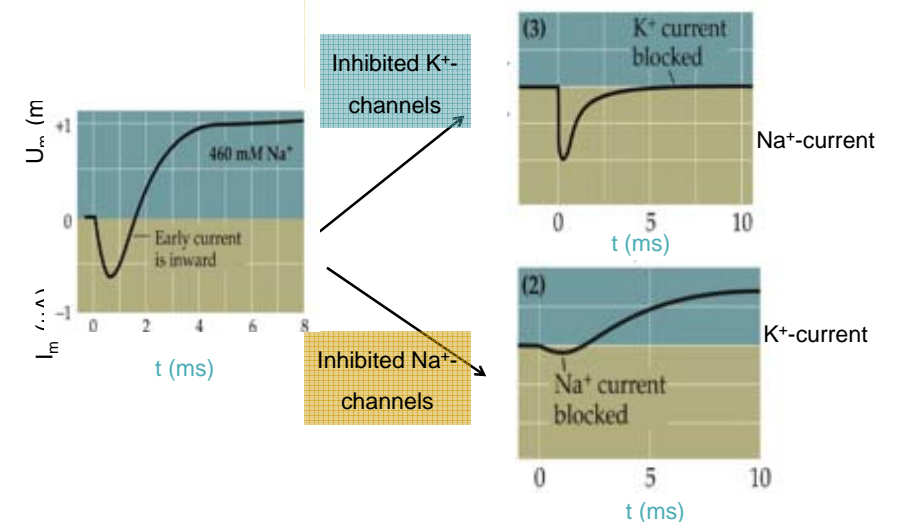 Uₘ (m
Iₘ
+1
0
−1
460 mM Na⁺
Early current
is inward
0 2 4 6 8
t (ms)
Inhibited K⁺-
channels
Inhibited Na⁺-
channels
(3)
K⁺ current
blocked
Na⁺-current
0 5 10
t (ms)
(2)
K⁺-current
Na⁺ current
blocked
0 5 10
t (ms)